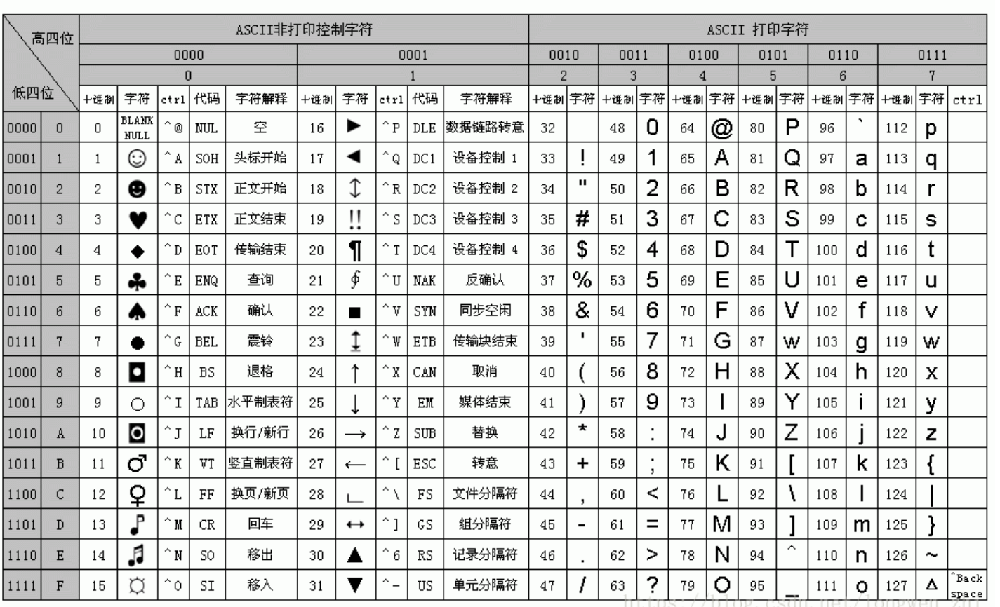 高四位 ASCII非打印控制字符 ASCII 打印字符
0000 0001 0010 0011 0100 0101 0110 0111
0 1 2 3 4 5 6 7
低四位 十进制 字符 ctrl 代码 字符解释 十进制 字符 ctrl 代码 字符解释 十进制 字符 十进制 字符 十进制 字符 十进制 字符 十进制 字符 十进制 字符 ctrl
0000 0 0 BLANK NULL ^@ NUL 空 16 ► ^P DLE 数据链路转意 32 48 0 64 @ 80 P 96 ` 112 p
0001 1 1 ☺ ^A SOH 头标开始 17 ◄ ^Q DC1 设备控制 1 33 ! 49 1 65 A 81 Q 97 a 113 q
0010 2 2 ☻ ^B STX 正文开始 18 ↕ ^R DC2 设备控制 2 34 " 50 2 66 B 82 R 98 b 114 r
0011 3 3 ♥ ^C ETX 正文结束 19 ‼ ^S DC3 设备控制 3 35 # 51 3 67 C 83 S 99 c 115 s
0100 4 4 ◆ ^D EOT 传输结束 20 ¶ ^T DC4 设备控制 4 36 $ 52 4 68 D 84 T 100 d 116 t
0101 5 5 ♣ ^E ENQ 查询 21 ∮ ^U NAK 反确认 37 % 53 5 69 E 85 U 101 e 117 u
0110 6 6 ♠ ^F ACK 确认 22 ■ ^V SYN 同步空闲 38 & 54 6 70 F 86 V 102 f 118 v
0111 7 7 ● ^G BEL 震铃 23 ↨ ^W ETB 传输块结束 39 ' 55 7 71 G 87 w 103 g 119 w
1000 8 8 ◘ ^H BS 退格 24 ↑ ^X CAN 取消 40 ( 56 8 72 H 88 X 104 h 120 x
1001 9 9 ○ ^I TAB 水平制表符 25 ↓ ^Y EM 媒体结束 41 ) 57 9 73 I 89 Y 105 i 121 y
1010 A 10 ◙ ^J LF 换行/新行 26 → ^Z SUB 替换 42 * 58 : 74 J 90 Z 106 j 122 z
1011 B 11 ♂ ^K VT 竖直制表符 27 ← ^[ ESC 转意 43 + 59 ; 75 K 91 [ 107 k 123 {
1100 C 12 ♀ ^L FF 换页/新页 28 ∟ ^\ FS 文件分隔符 44 , 60 < 76 L 92 \ 108 l 124 |
1101 D 13 ♪ ^M CR 回车 29 ↔ ^] GS 组分隔符 45 - 61 = 77 M 93 ] 109 m 125 }
1110 E 14 ♫ ^N SO 移出 30 ▲ ^6 RS 记录分隔符 46 . 62 > 78 N 94 ^ 110 n 126 ~
1111 F 15 ☼ ^O SI 移入 31 ▼ ^- US 单元分隔符 47 / 63 ? 79 O 95 _ 111 o 127 Δ ^Back space